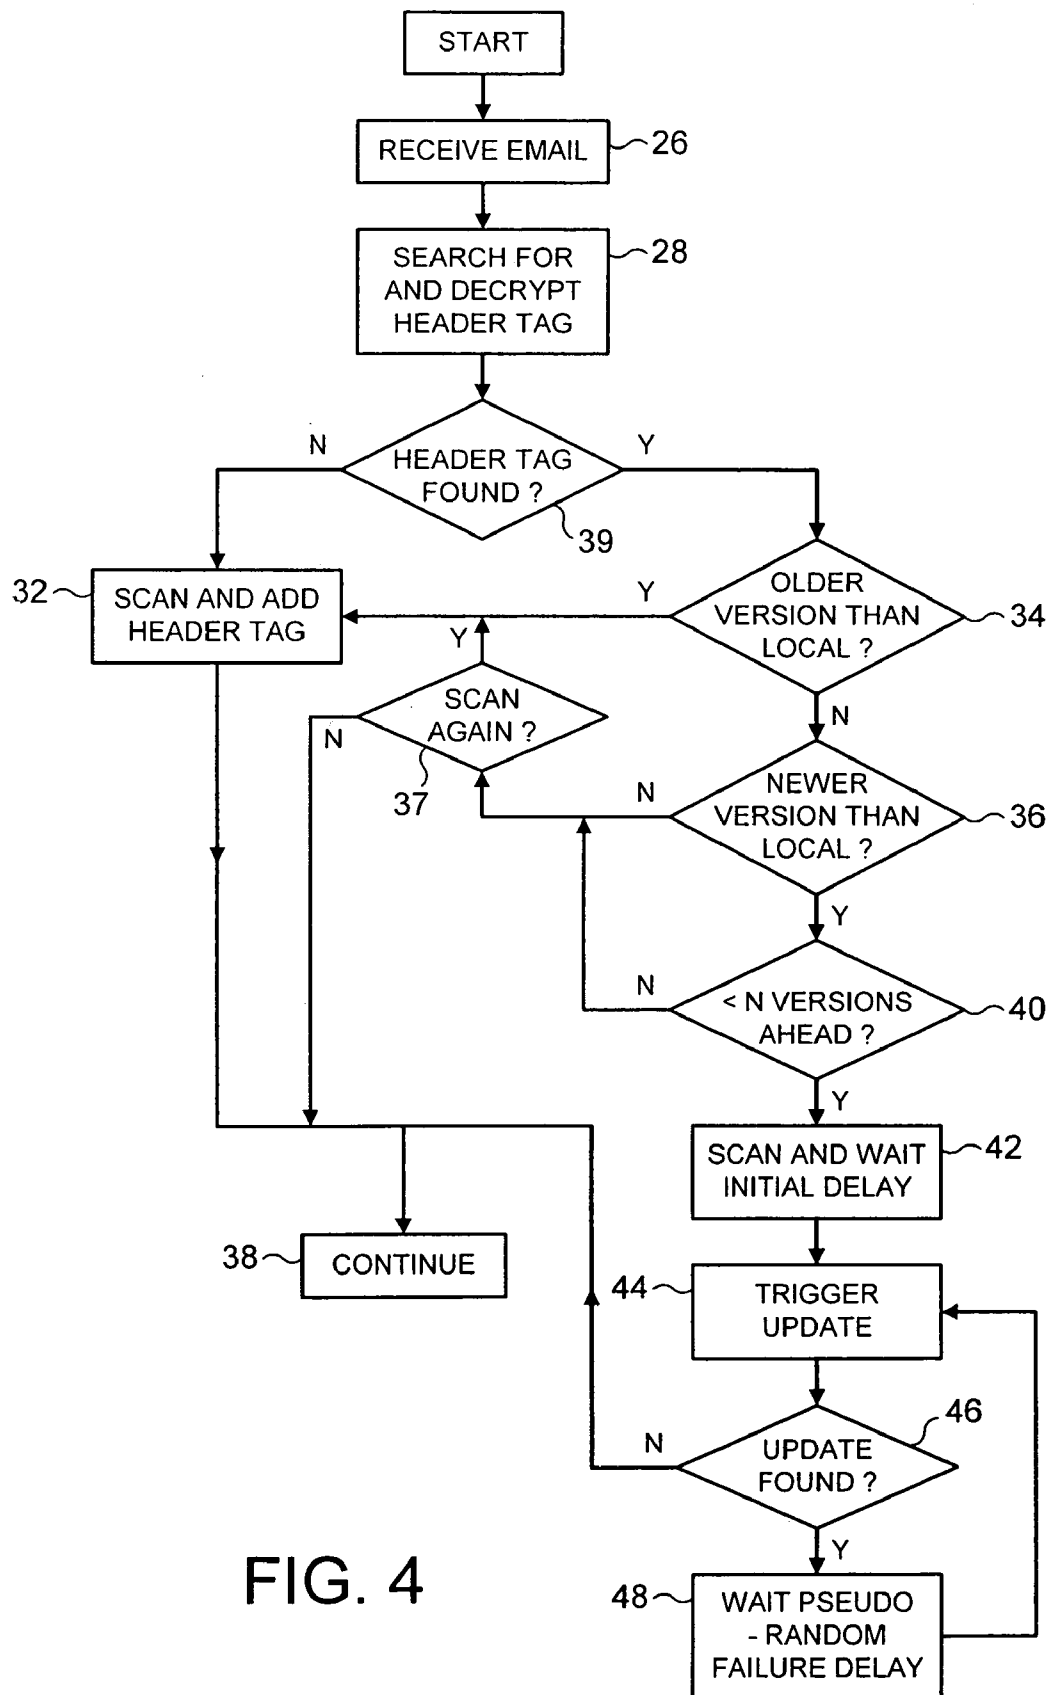 START
RECEIVE EMAIL
26
SEARCH FOR
AND DECRYPT
HEADER TAG
28
N
HEADER TAG
FOUND ?
Y
39
32
SCAN AND ADD
HEADER TAG
Y
OLDER
VERSION THAN
LOCAL ?
34
Y
SCAN
AGAIN ?
N
37
N
NEWER
VERSION THAN
LOCAL ?
36
N
Y
< N VERSIONS
AHEAD ?
40
N
Y
SCAN AND WAIT
INITIAL DELAY
42
38
CONTINUE
44
TRIGGER
UPDATE
46
N
UPDATE
FOUND ?
Y
48
WAIT PSEUDO
- RANDOM
FAILURE DELAY
FIG. 4